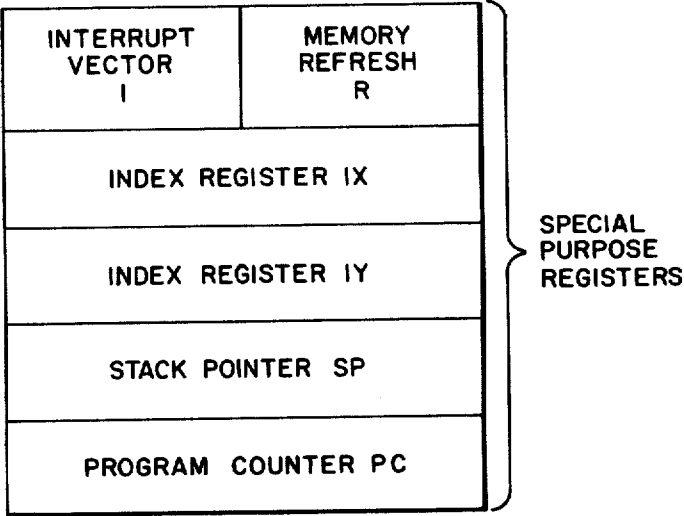 INTERRUPT
VECTOR
I
MEMORY
REFRESH
R
INDEX REGISTER IX
INDEX REGISTER IY
STACK POINTER SP
PROGRAM COUNTER PC
SPECIAL
PURPOSE
REGISTERS